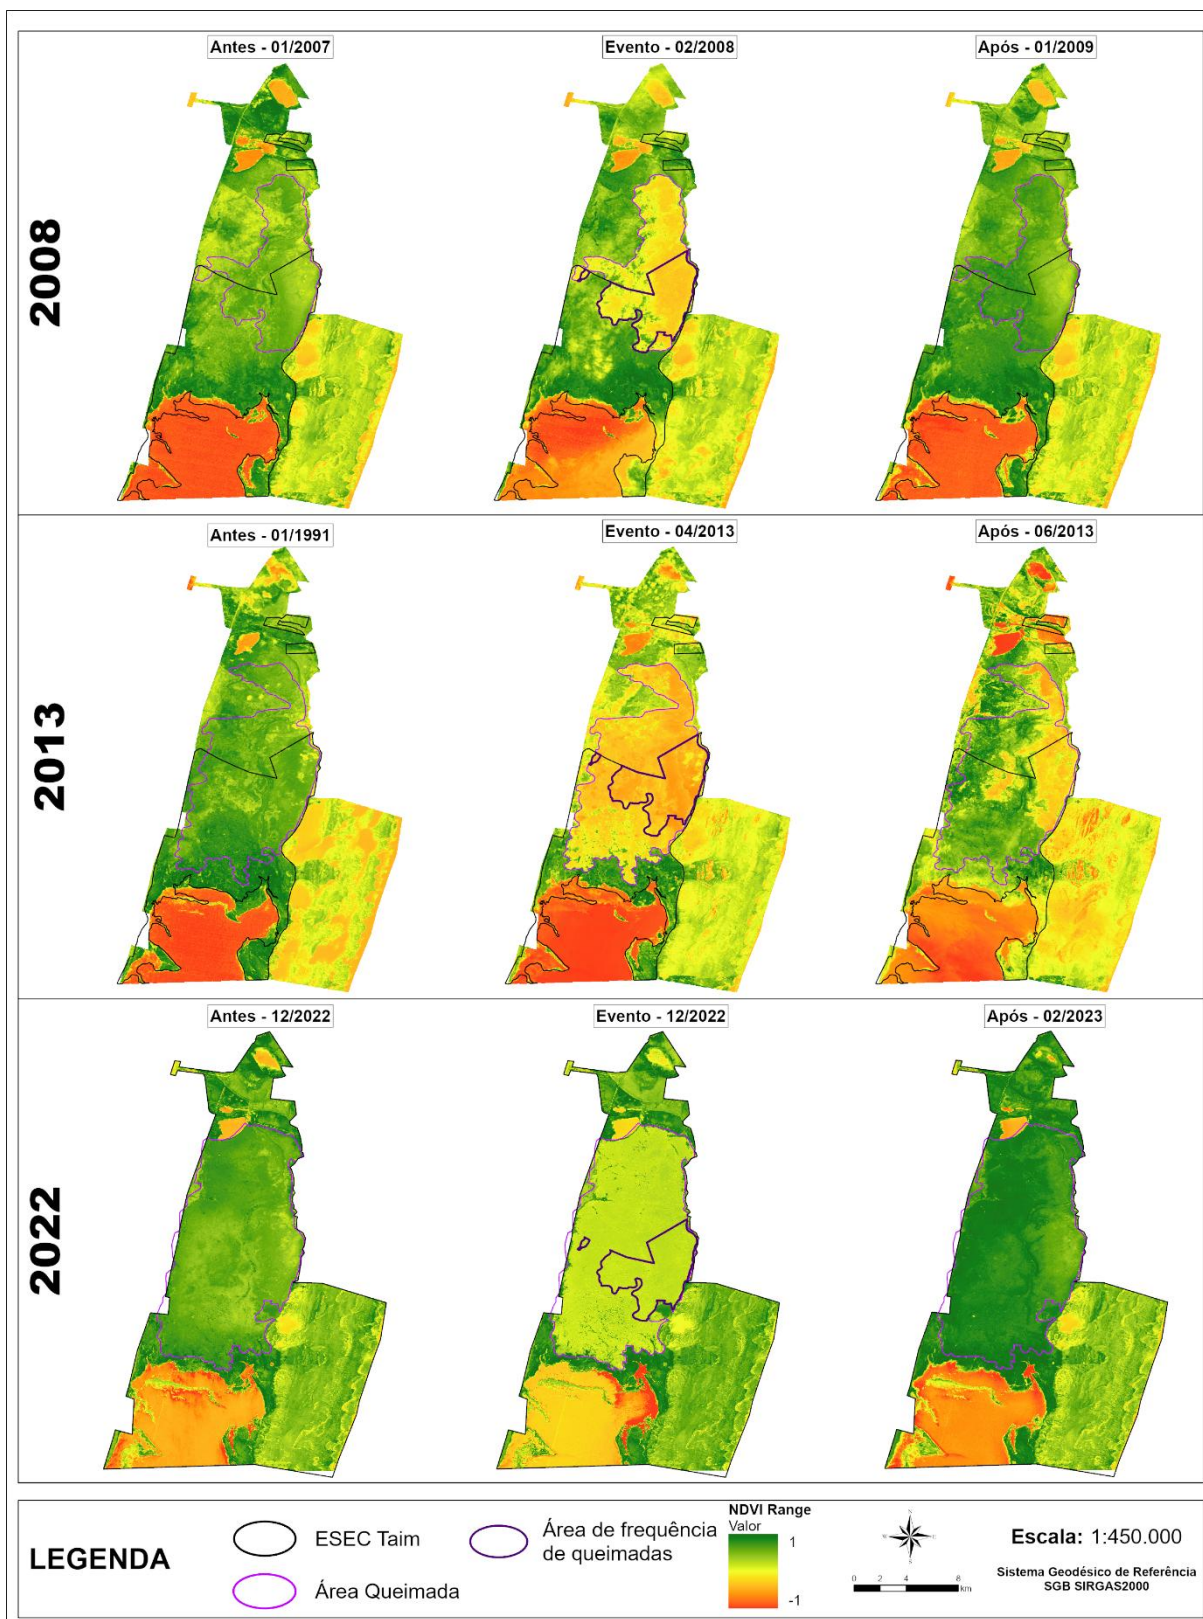 Antes - 01/2007
Evento - 02/2008
Após - 01/2009
2008
Antes - 01/1991
Evento - 04/2013
Após - 06/2013
2013
Antes - 12/2022
Evento - 12/2022
Após - 02/2023
2022
LEGENDA
ESEC Taim
Área Queimada
Área de frequência
de queimadas
NDVI Range
Valor
1
-1
0 2 4 8
km
Escala: 1:450.000
Sistema Geodésico de Referência
SGB SIRGAS2000